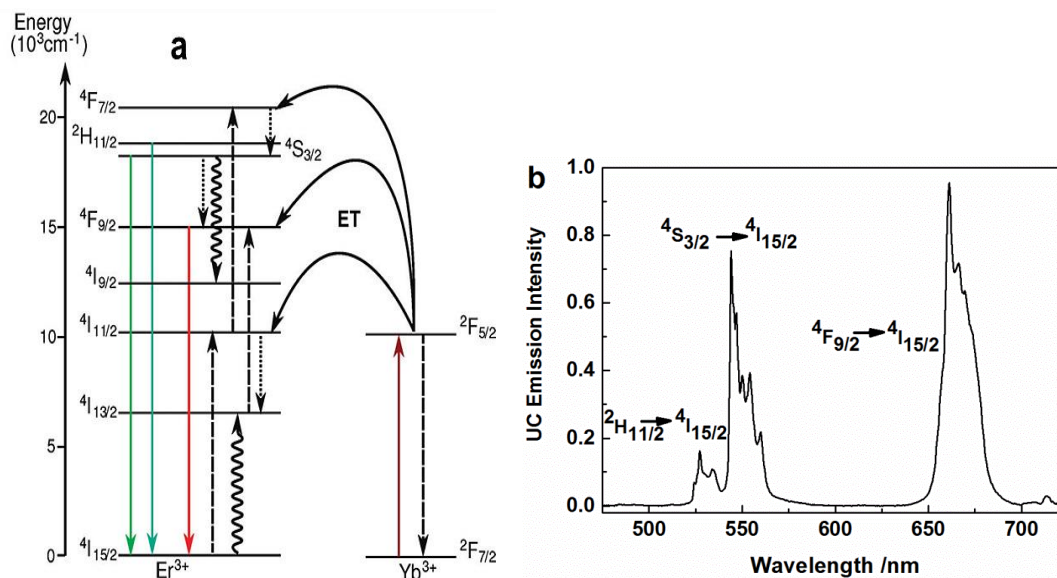 Energy
(10³cm⁻¹)
a
20
15
10
5
0
⁴F₇/₂
²H₁₁/₂
⁴S₃/₂
⁴F₉/₂
⁴I₉/₂
⁴I₁₁/₂
⁴I₁₃/₂
⁴I₁₅/₂
ET
²F₅/₂
²F₇/₂
Er³⁺
Yb³⁺
b
UC Emission Intensity
1.0
0.8
0.6
0.4
0.2
0.0
⁴S₃/₂ → ⁴I₁₅/₂
⁴F₉/₂ → ⁴I₁₅/₂
²H₁₁/₂ → ⁴I₁₅/₂
500
550
600
650
700
Wavelength /nm